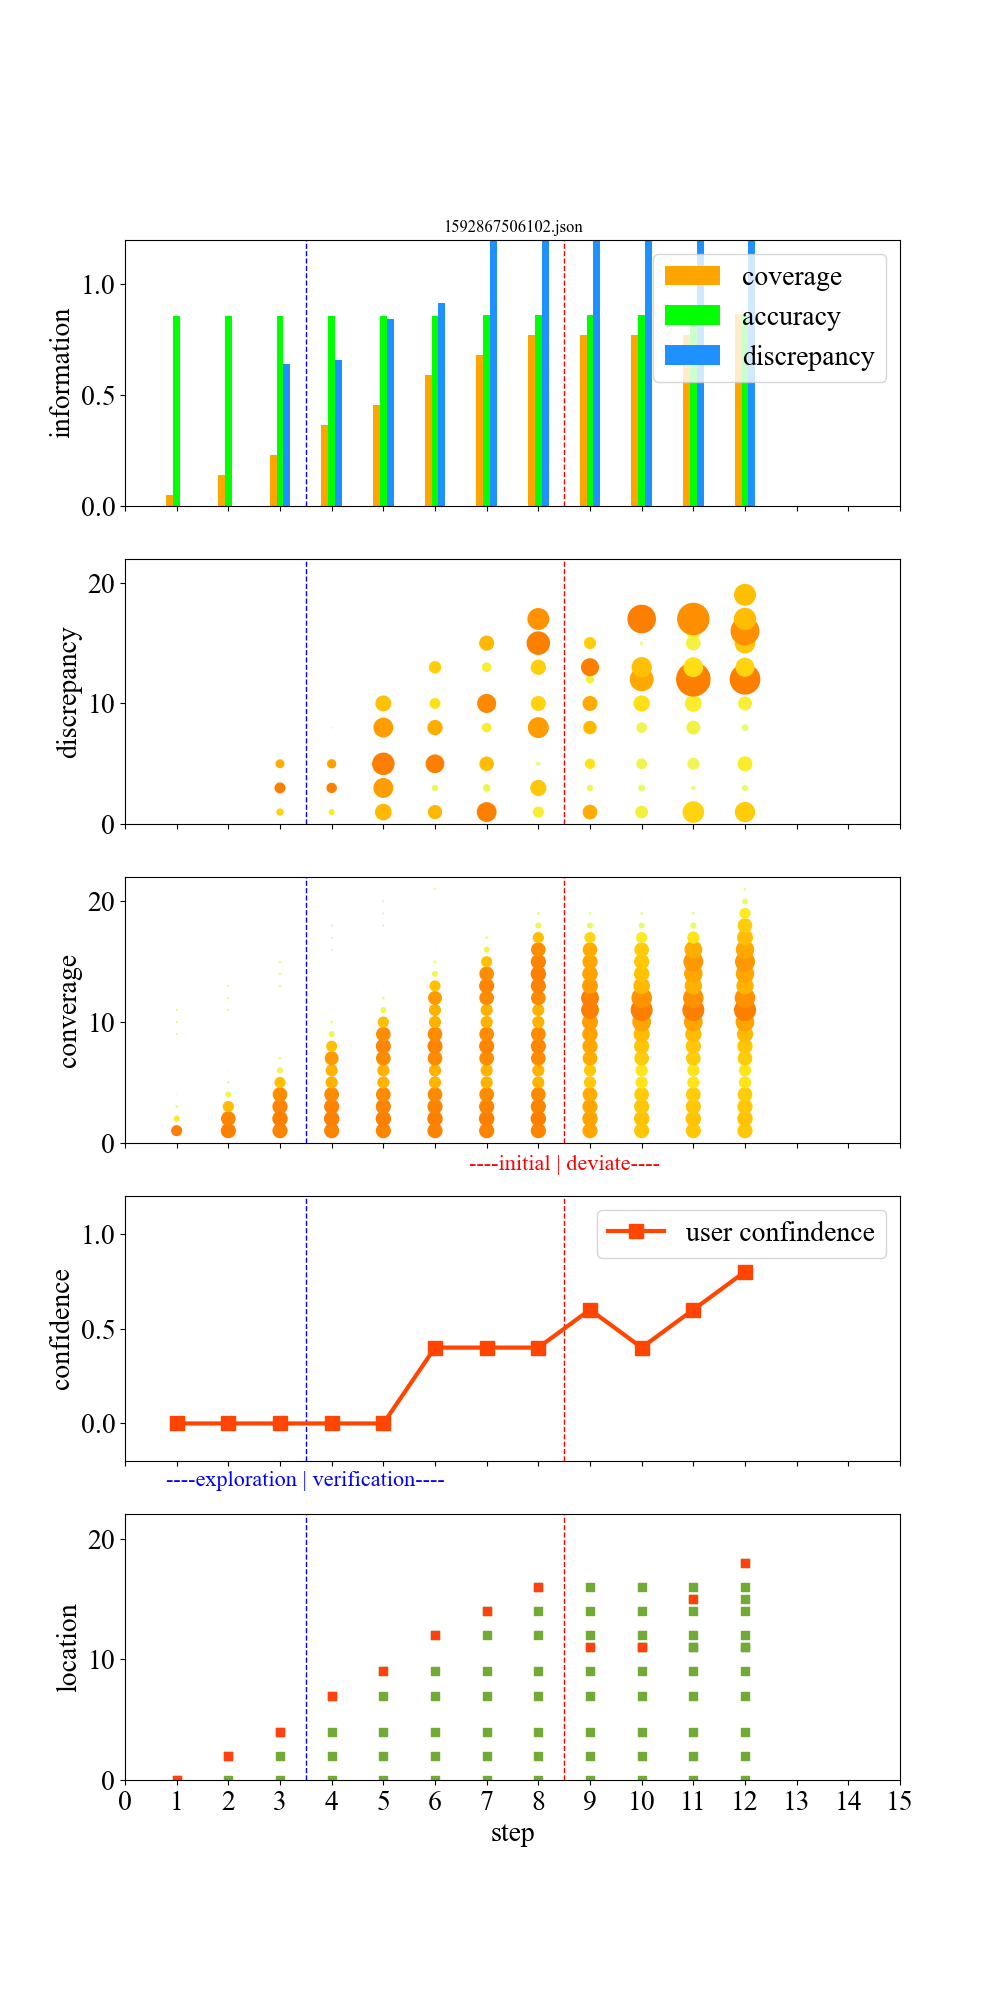 1592867506102.json
1.0
0.5
0.0
information
coverage
accuracy
discrepancy
20
10
0
discrepancy
20
10
0
converage
----initial | deviate----
1.0
0.5
0.0
confidence
user confindence
----exploration | verification----
20
10
0
location
0 1 2 3 4 5 6 7 8 9 10 11 12 13 14 15
step